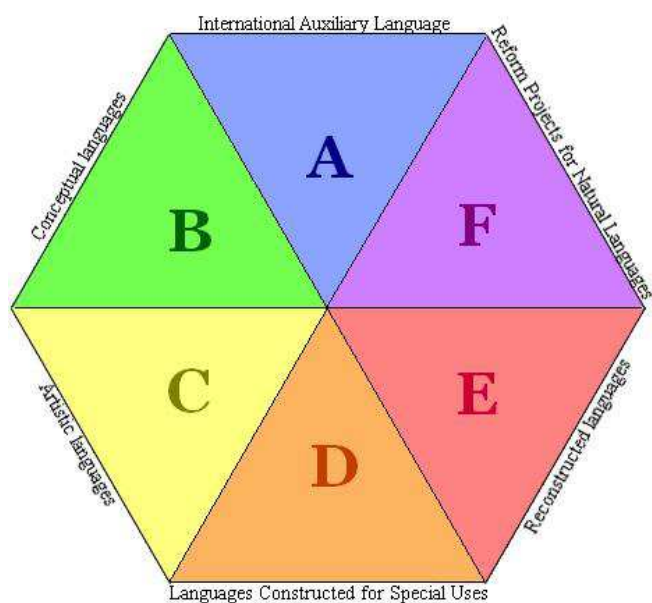 International Auxiliary Language
Reform Projects for Natural Languages
Conceptual languages
A
B
F
C
E
D
Artistic languages
Reconstructed languages
Languages Constructed for Special Uses